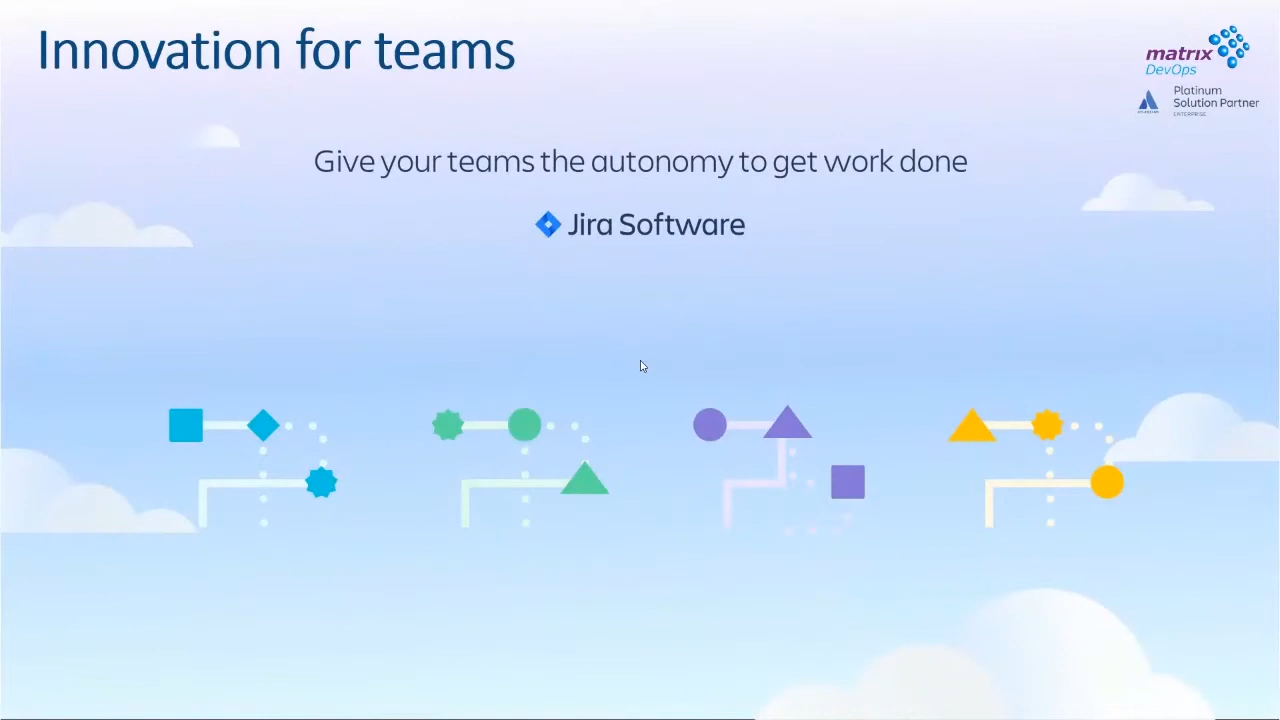 Innovation for teams
matrix
DevOps
Platinum
Solution Partner
ENTERPRISE
Give your teams the autonomy to get work done
Jira Software